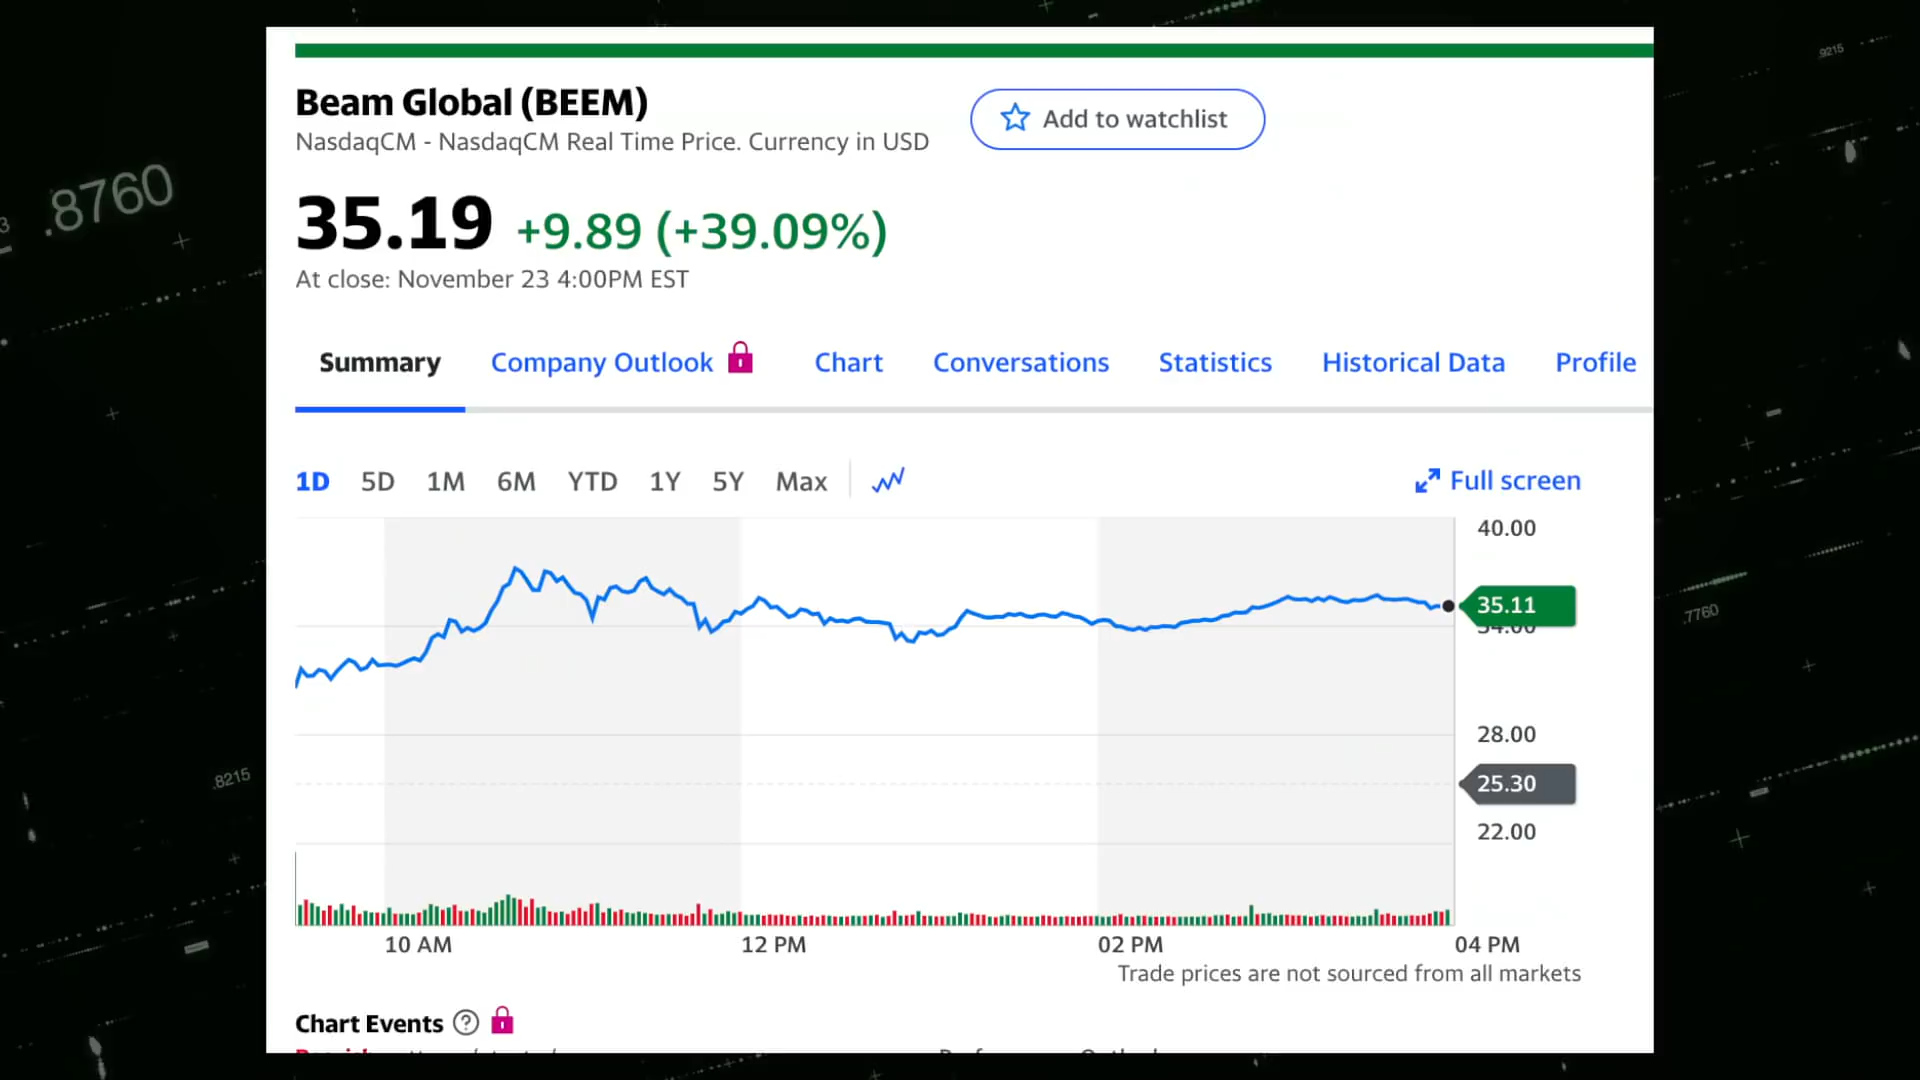 Beam Global (BEEM)
Add to watchlist
NasdaqCM - NasdaqCM Real Time Price. Currency in USD
35.19 +9.89 (+39.09%)
At close: November 23 4:00PM EST
Summary Company Outlook Chart Conversations Statistics Historical Data Profile
1D 5D 1M 6M YTD 1Y 5Y Max
Full screen
40.00
35.11
34.00
28.00
25.30
22.00
10 AM 12 PM 02 PM 04 PM
Trade prices are not sourced from all markets
Chart Events
.8760
.8215
.9215
.7760